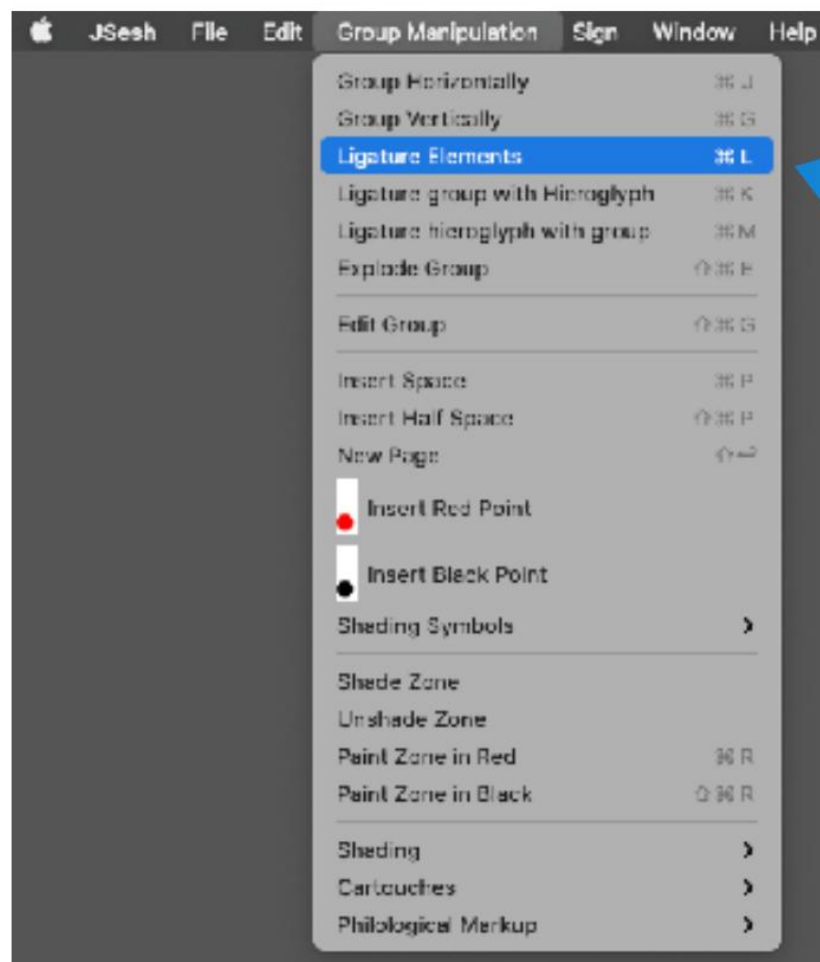 JSesh File Edit Group Manipulation Sign Window Help
Group Horizontally ⌘ J
Group Vertically ⌘ G
Ligature Elements ⌘ L
Ligature group with Hieroglyph ⌘ K
Ligature hieroglyph with group ⌘ M
Explode Group ⇧ ⌘ E
Edit Group ⇧ ⌘ G
Insert Space ⌘ P
Insert Half Space ⇧ ⌘ P
New Page ⇧ ↩
Insert Red Point
Insert Black Point
Shading Symbols
Shade Zone
Unshade Zone
Paint Zone in Red ⌘ R
Paint Zone in Black ⇧ ⌘ R
Shading
Cartouches
Philological Markup